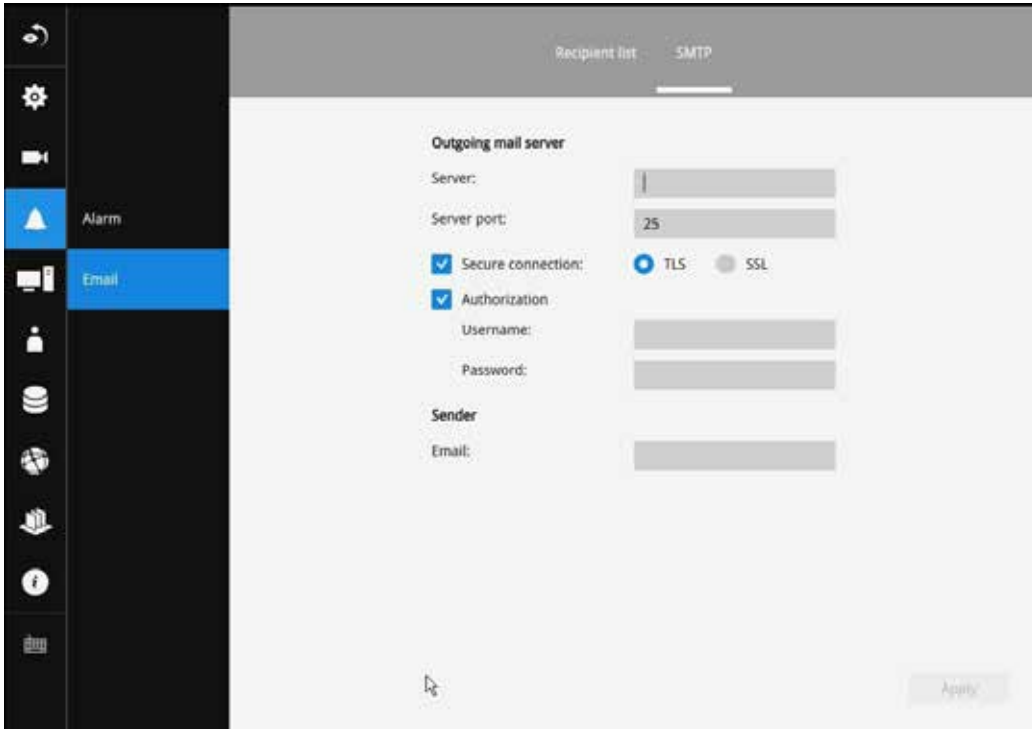 Recipient list SMTP
Outgoing mail server
Server:
Server port: 25
Alarm
Secure connection: TLS SSL
Email
Authorization
Username:
Password:
Sender
Email:
Apply